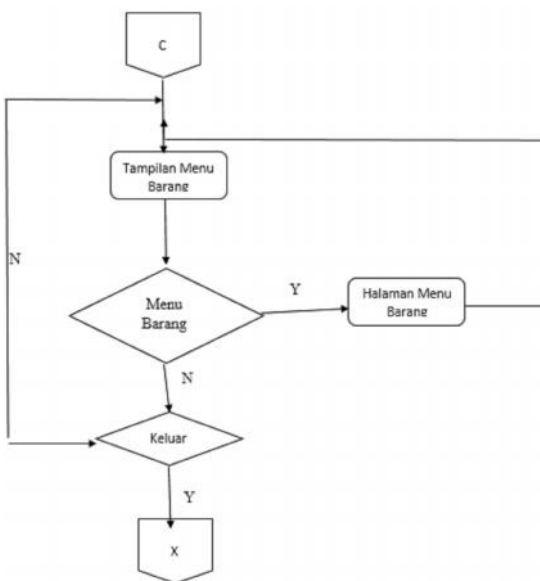 C
Tampilan Menu
Barang
N
Menu
Barang
Y
Halaman Menu
Barang
N
Keluar
Y
X